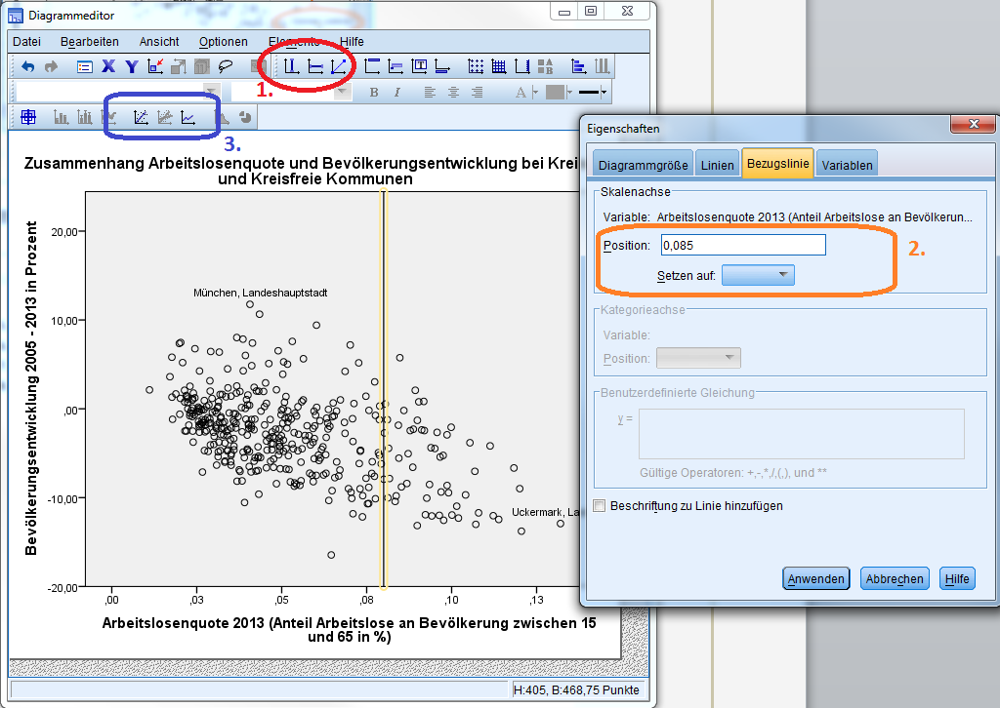 Diagrammeditor
Datei Bearbeiten Ansicht Optionen Elemente Hilfe
1.
B I A
3.
Zusammenhang Arbeitslosenquote und Bevölkerungsentwicklung bei Krei
und Kreisfreie Kommunen
Bevölkerungsentwicklung 2005 - 2013 in Prozent
20,00
10,00
,00
-10,00
-20,00
München, Landeshauptstadt
Uckermark, La
,00 ,03 ,05 ,08 ,10 ,13
Arbeitslosenquote 2013 (Anteil Arbeitslose an Bevölkerung zwischen 15
und 65 in %)
H:405, B:468,75 Punkte
Eigenschaften
Diagrammgröße Linien Bezugslinie Variablen
Skalenachse
Variable: Arbeitslosenquote 2013 (Anteil Arbeitslose an Bevölkerun...
Position: 0,085
2.
Setzen auf:
Kategorieachse
Variable:
Position:
Benutzerdefinierte Gleichung
y =
Gültige Operatoren: +,-,*,/,(,), und **
Beschriftung zu Linie hinzufügen
Anwenden Abbrechen Hilfe